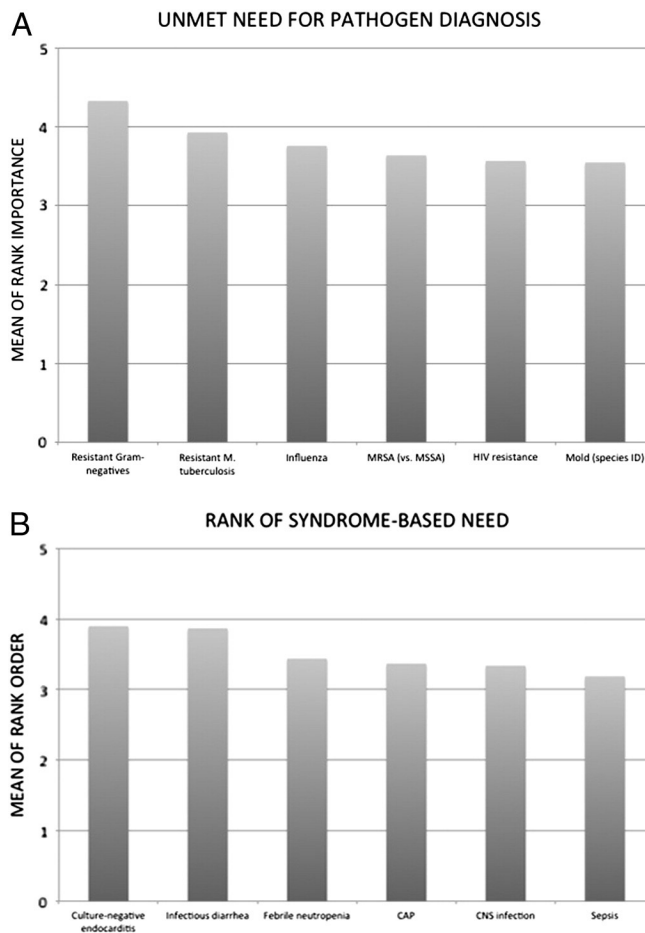 A
UNMET NEED FOR PATHOGEN DIAGNOSIS
MEAN OF RANK IMPORTANCE
5
4
3
2
1
0
Resistant Gram-
negatives
Resistant M.
tuberculosis
Influenza
MRSA (vs. MSSA)
HIV resistance
Mold (species ID)
B
RANK OF SYNDROME-BASED NEED
MEAN OF RANK ORDER
5
4
3
2
1
0
Culture-negative
endocarditis
Infectious diarrhea
Febrile neutropenia
CAP
CNS infection
Sepsis